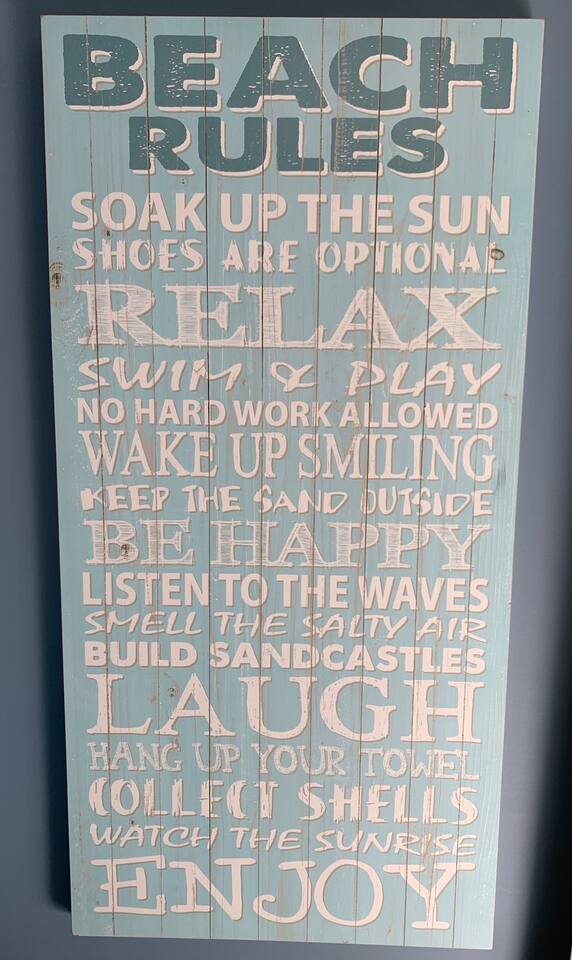 BEACH
RULES
SOAK UP THE SUN
SHOES ARE OPTIONAL
RELAX
SWIM & PLAY
NO HARD WORK ALLOWED
WAKE UP SMILING
KEEP THE SAND OUTSIDE
BE HAPPY
LISTEN TO THE WAVES
SMELL THE SALTY AIR
BUILD SANDCASTLES
LAUGH
HANG UP YOUR TOWEL
COLLECT SHELLS
WATCH THE SUNRISE
ENJOY